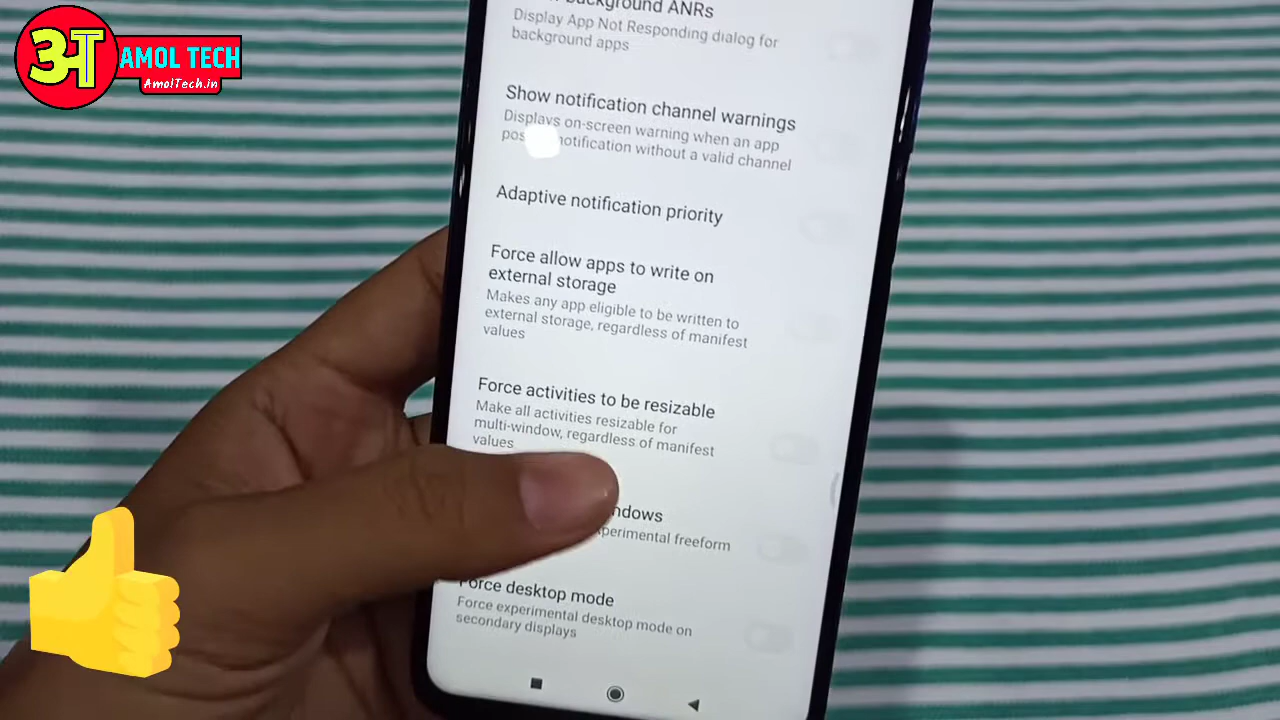 अ AMOL TECH
AmolTech.in
background ANRs
Display App Not Responding dialog for
background apps
Show notification channel warnings
Displays on-screen warning when an app
notification without a valid channel
Adaptive notification priority
Force allow apps to write on
external storage
Makes any app eligible to be written to
external storage, regardless of manifest
values
Force activities to be resizable
Make all activities resizable for
multi-window, regardless of manifest
values
freeform
Force desktop mode
Force experimental desktop mode on
secondary displays